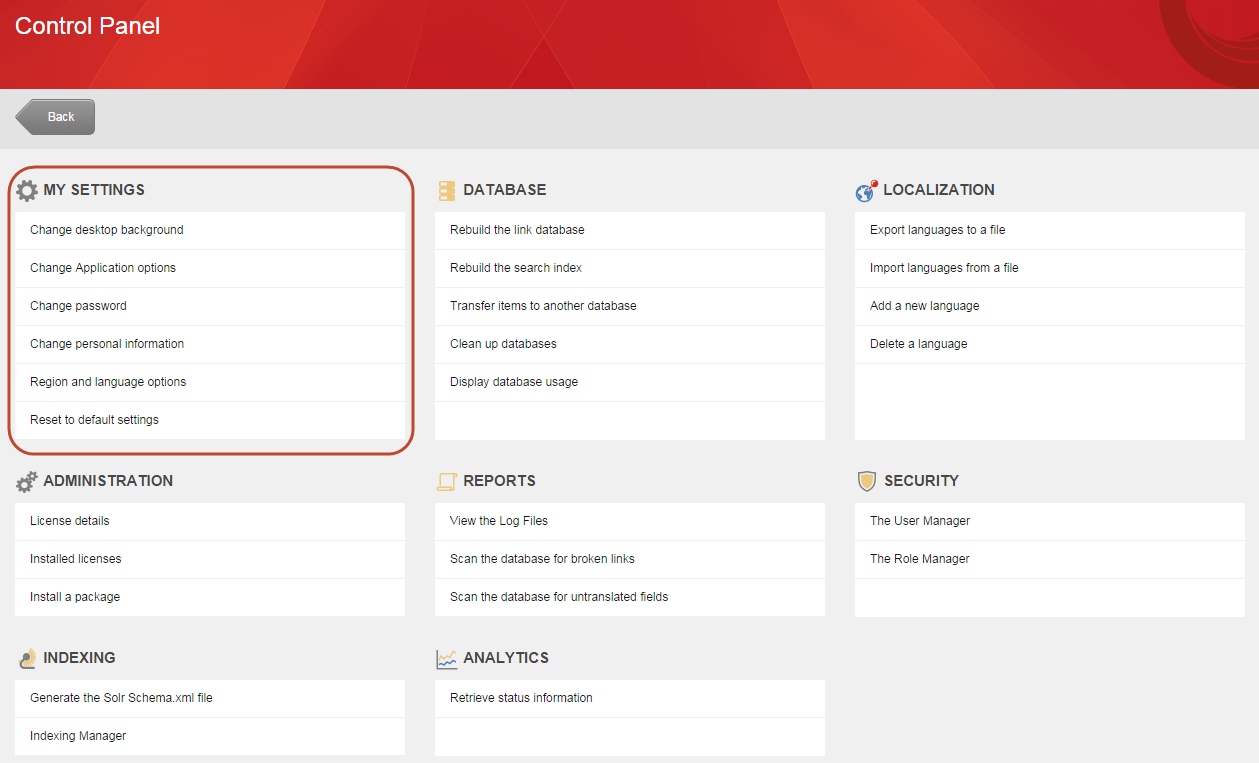 Control Panel
Back
MY SETTINGS
Change desktop background
Change Application options
Change password
Change personal information
Region and language options
Reset to default settings
DATABASE
Rebuild the link database
Rebuild the search index
Transfer items to another database
Clean up databases
Display database usage
LOCALIZATION
Export languages to a file
Import languages from a file
Add a new language
Delete a language
ADMINISTRATION
License details
Installed licenses
Install a package
REPORTS
View the Log Files
Scan the database for broken links
Scan the database for untranslated fields
SECURITY
The User Manager
The Role Manager
INDEXING
Generate the Solr Schema.xml file
Indexing Manager
ANALYTICS
Retrieve status information